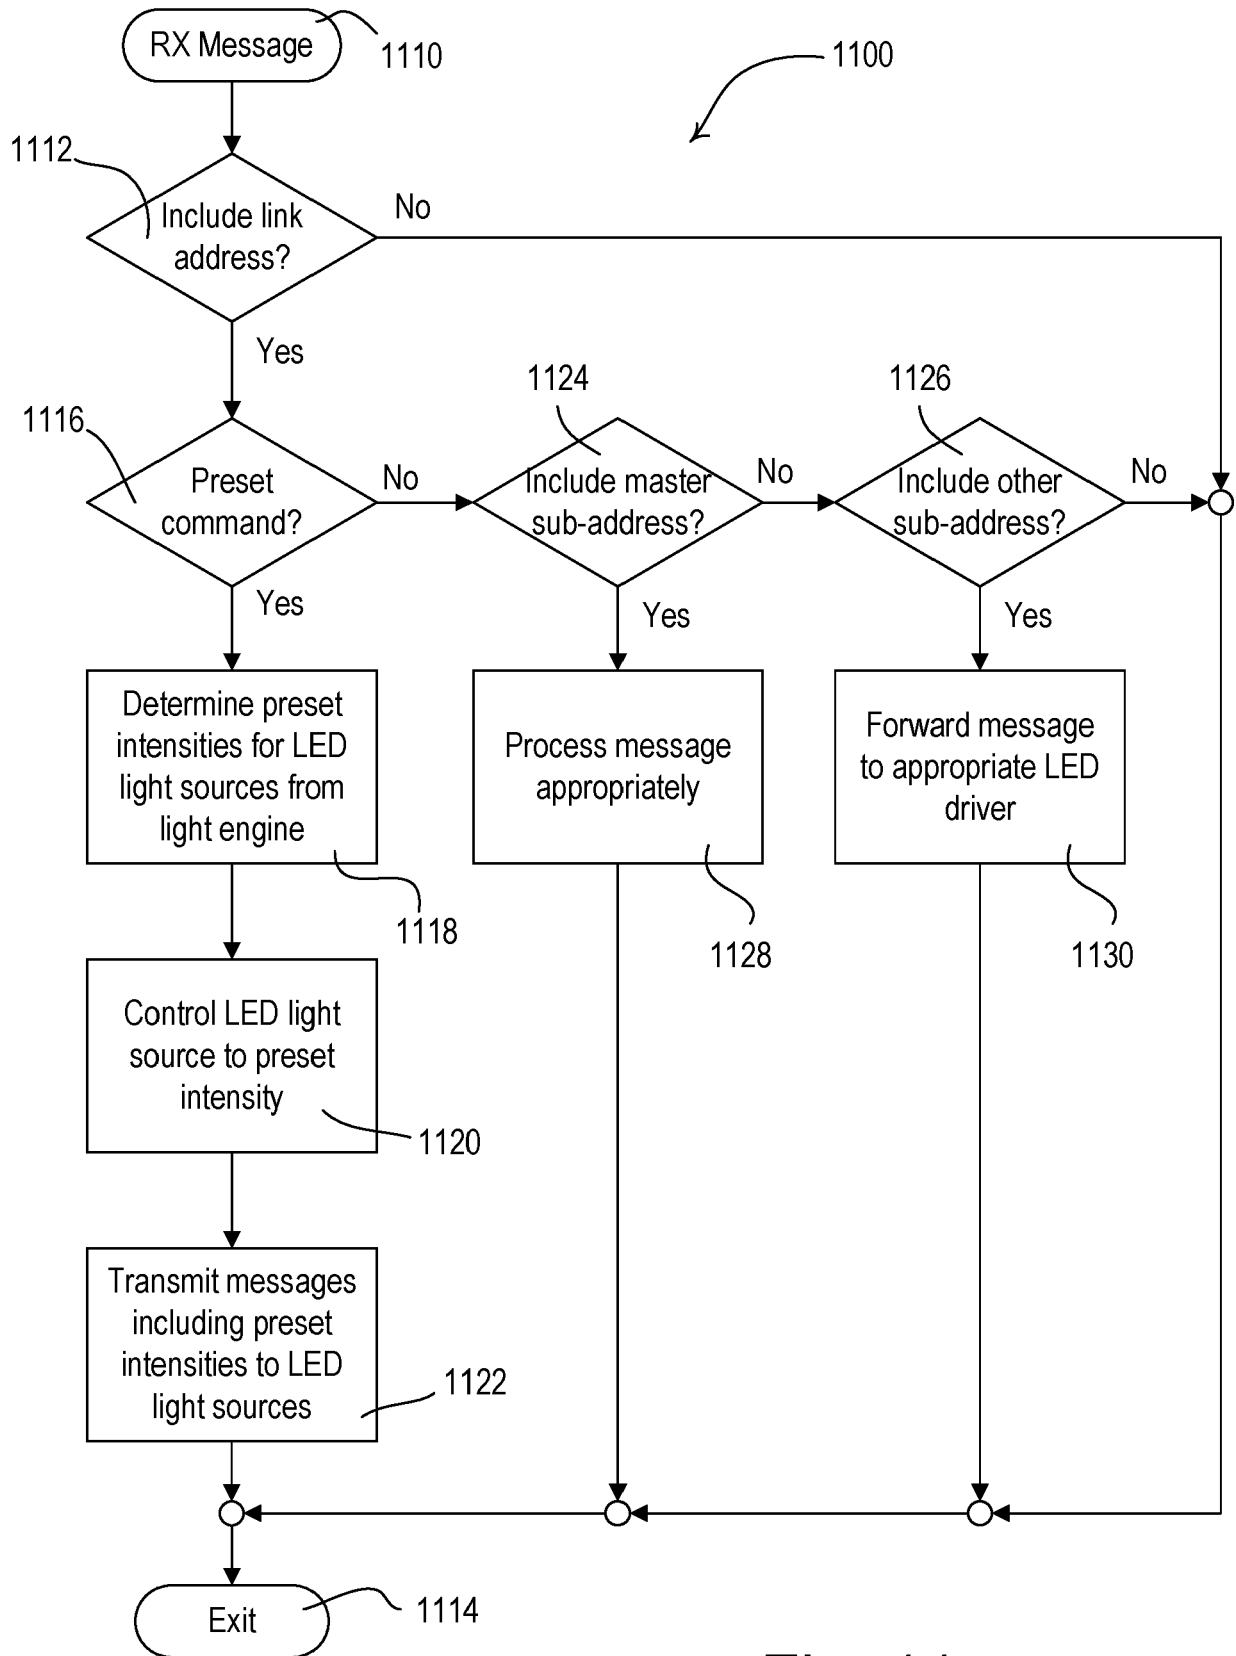 RX Message
1110
1100
1112
Include link
address?
No
Yes
1124
1126
1116
Preset
command?
No
Include master
sub-address?
No
Include other
sub-address?
No
Yes
Yes
Yes
Determine preset
intensities for LED
light sources from
light engine
Process message
appropriately
Forward message
to appropriate LED
driver
1118
1128
1130
Control LED light
source to preset
intensity
1120
Transmit messages
including preset
intensities to LED
light sources
1122
Exit
1114